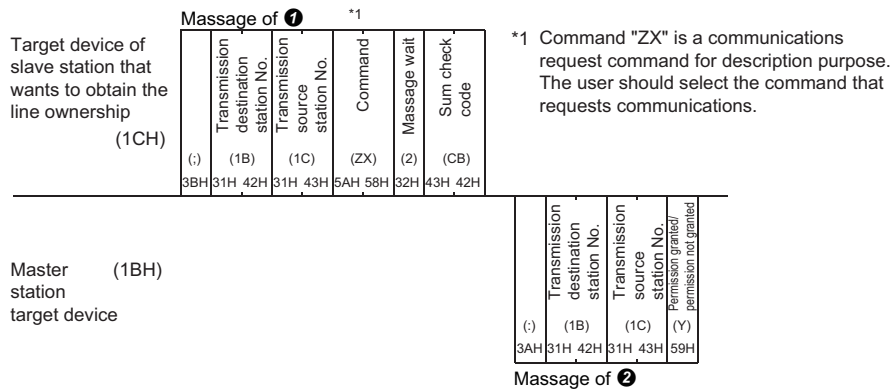 Massage of ❶
*1
Target device of
slave station that
wants to obtain the
line ownership
(1CH)
Transmission
destination
station No.
Transmission
source
station No.
Command
Massage wait
Sum check
code
(;) (1B) (1C) (ZX) (2) (CB)
3BH 31H 42H 31H 43H 5AH 58H 32H 43H 42H
*1 Command "ZX" is a communications
request command for description purpose.
The user should select the command that
requests communications.
Master (1BH)
station
target device
Transmission
destination
station No.
Transmission
source
station No.
Permission granted/
permission not granted
(:) (1B) (1C) (Y)
3AH 31H 42H 31H 43H 59H
Massage of ❷